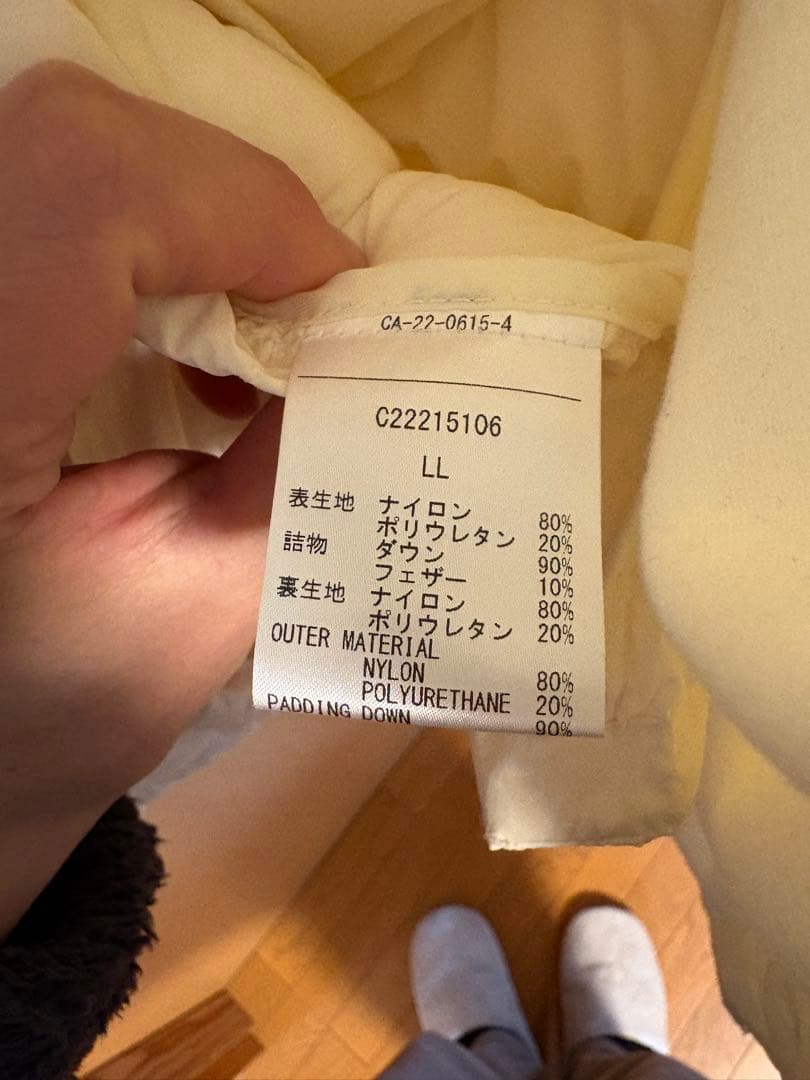 CA-22-0615-4
C22215106
LL
表生地 ナイロン 80%
ポリウレタン 20%
詰物 ダウン 90%
フェザー 10%
裏生地 ナイロン 80%
ポリウレタン 20%
OUTER MATERIAL
NYLON 80%
POLYURETHANE 20%
PADDING DOWN 90%